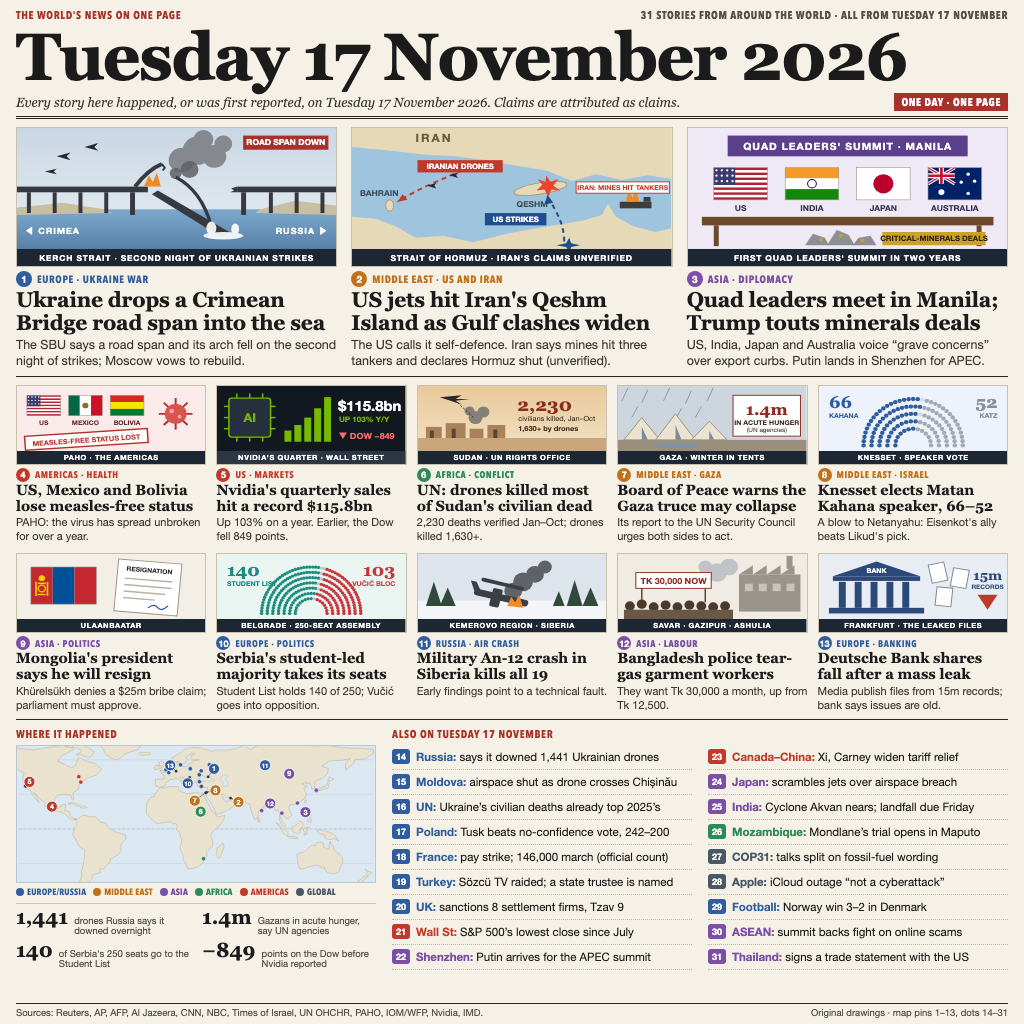 THE WORLD'S NEWS ON ONE PAGE
31 STORIES FROM AROUND THE WORLD · ALL FROM TUESDAY 17 NOVEMBER
Tuesday 17 November 2026
Every story here happened, or was first reported, on Tuesday 17 November 2026. Claims are attributed as claims.
ONE DAY · ONE PAGE
ROAD SPAN DOWN
CRIMEA
RUSSIA
KERCH STRAIT · SECOND NIGHT OF UKRAINIAN STRIKES
1 EUROPE · UKRAINE WAR
Ukraine drops a Crimean
Bridge road span into the sea
The SBU says a road span and its arch fell on the second
night of strikes; Moscow vows to rebuild.
IRAN
IRANIAN DRONES
BAHRAIN
IRAN: MINES HIT TANKERS
QESHM
US STRIKES
STRAIT OF HORMUZ · IRAN'S CLAIMS UNVERIFIED
2 MIDDLE EAST · US AND IRAN
US jets hit Iran's Qeshm
Island as Gulf clashes widen
The US calls it self-defence. Iran says mines hit three
tankers and declares Hormuz shut (unverified).
QUAD LEADERS' SUMMIT · MANILA
US
INDIA
JAPAN
AUSTRALIA
CRITICAL-MINERALS DEALS
FIRST QUAD LEADERS' SUMMIT IN TWO YEARS
3 ASIA · DIPLOMACY
Quad leaders meet in Manila;
Trump touts minerals deals
US, India, Japan and Australia voice “grave concerns”
over export curbs. Putin lands in Shenzhen for APEC.
US
MEXICO
BOLIVIA
MEASLES-FREE STATUS LOST
PAHO · THE AMERICAS
4 AMERICAS · HEALTH
US, Mexico and Bolivia
lose measles-free status
PAHO: the virus has spread unbroken
for over a year.
AI
$115.8bn
UP 103% Y/Y
▼ DOW −849
NVIDIA'S QUARTER · WALL STREET
5 US · MARKETS
Nvidia's quarterly sales
hit a record $115.8bn
Up 103% on a year. Earlier, the Dow
fell 849 points.
2,230
civilians killed, Jan–Oct
1,630+ by drones
SUDAN · UN RIGHTS OFFICE
6 AFRICA · CONFLICT
UN: drones killed most
of Sudan's civilian dead
2,230 deaths verified Jan–Oct; drones
killed 1,630+.
1.4m
IN ACUTE HUNGER
(UN agencies)
GAZA · WINTER IN TENTS
7 MIDDLE EAST · GAZA
Board of Peace warns the
Gaza truce may collapse
Its report to the UN Security Council
urges both sides to act.
66
KAHANA
52
KATZ
KNESSET · SPEAKER VOTE
8 MIDDLE EAST · ISRAEL
Knesset elects Matan
Kahana speaker, 66–52
A blow to Netanyahu: Eisenkot's ally
beats Likud's pick.
RESIGNATION
ULAANBAATAR
9 ASIA · POLITICS
Mongolia's president
says he will resign
Khürelsükh denies a $25m bribe claim;
parliament must approve.
140
STUDENT LIST
103
VUČIĆ BLOC
BELGRADE · 250-SEAT ASSEMBLY
10 EUROPE · POLITICS
Serbia's student-led
majority takes its seats
Student List holds 140 of 250; Vučić
goes into opposition.
KEMEROVO REGION · SIBERIA
11 RUSSIA · AIR CRASH
Military An-12 crash in
Siberia kills all 19
Early findings point to a technical fault.
TK 30,000 NOW
SAVAR · GAZIPUR · ASHULIA
12 ASIA · LABOUR
Bangladesh police tear-
gas garment workers
They want Tk 30,000 a month, up from
Tk 12,500.
BANK
15m
RECORDS
FRANKFURT · THE LEAKED FILES
13 EUROPE · BANKING
Deutsche Bank shares
fall after a mass leak
Media publish files from 15m records;
bank says issues are old.
WHERE IT HAPPENED
5
4
13
1
10
11
9
8
7
2
6
12
3
EUROPE/RUSSIA
MIDDLE EAST
ASIA
AFRICA
AMERICAS
GLOBAL
1,441 drones Russia says it
downed overnight
1.4m Gazans in acute hunger,
say UN agencies
140 of Serbia's 250 seats go to the
Student List
−849 points on the Dow before
Nvidia reported
ALSO ON TUESDAY 17 NOVEMBER
14 Russia: says it downed 1,441 Ukrainian drones
15 Moldova: airspace shut as drone crosses Chișinău
16 UN: Ukraine's civilian deaths already top 2025's
17 Poland: Tusk beats no-confidence vote, 242–200
18 France: pay strike; 146,000 march (official count)
19 Turkey: Sözcü TV raided; a state trustee is named
20 UK: sanctions 8 settlement firms, Tzav 9
21 Wall St: S&P 500's lowest close since July
22 Shenzhen: Putin arrives for the APEC summit
23 Canada–China: Xi, Carney widen tariff relief
24 Japan: scrambles jets over airspace breach
25 India: Cyclone Akvan nears; landfall due Friday
26 Mozambique: Mondlane's trial opens in Maputo
27 COP31: talks split on fossil-fuel wording
28 Apple: iCloud outage “not a cyberattack”
29 Football: Norway win 3–2 in Denmark
30 ASEAN: summit backs fight on online scams
31 Thailand: signs a trade statement with the US
Sources: Reuters, AP, AFP, Al Jazeera, CNN, NBC, Times of Israel, UN OHCHR, PAHO, IOM/WFP, Nvidia, IMD.
Original drawings · map pins 1–13, dots 14–31